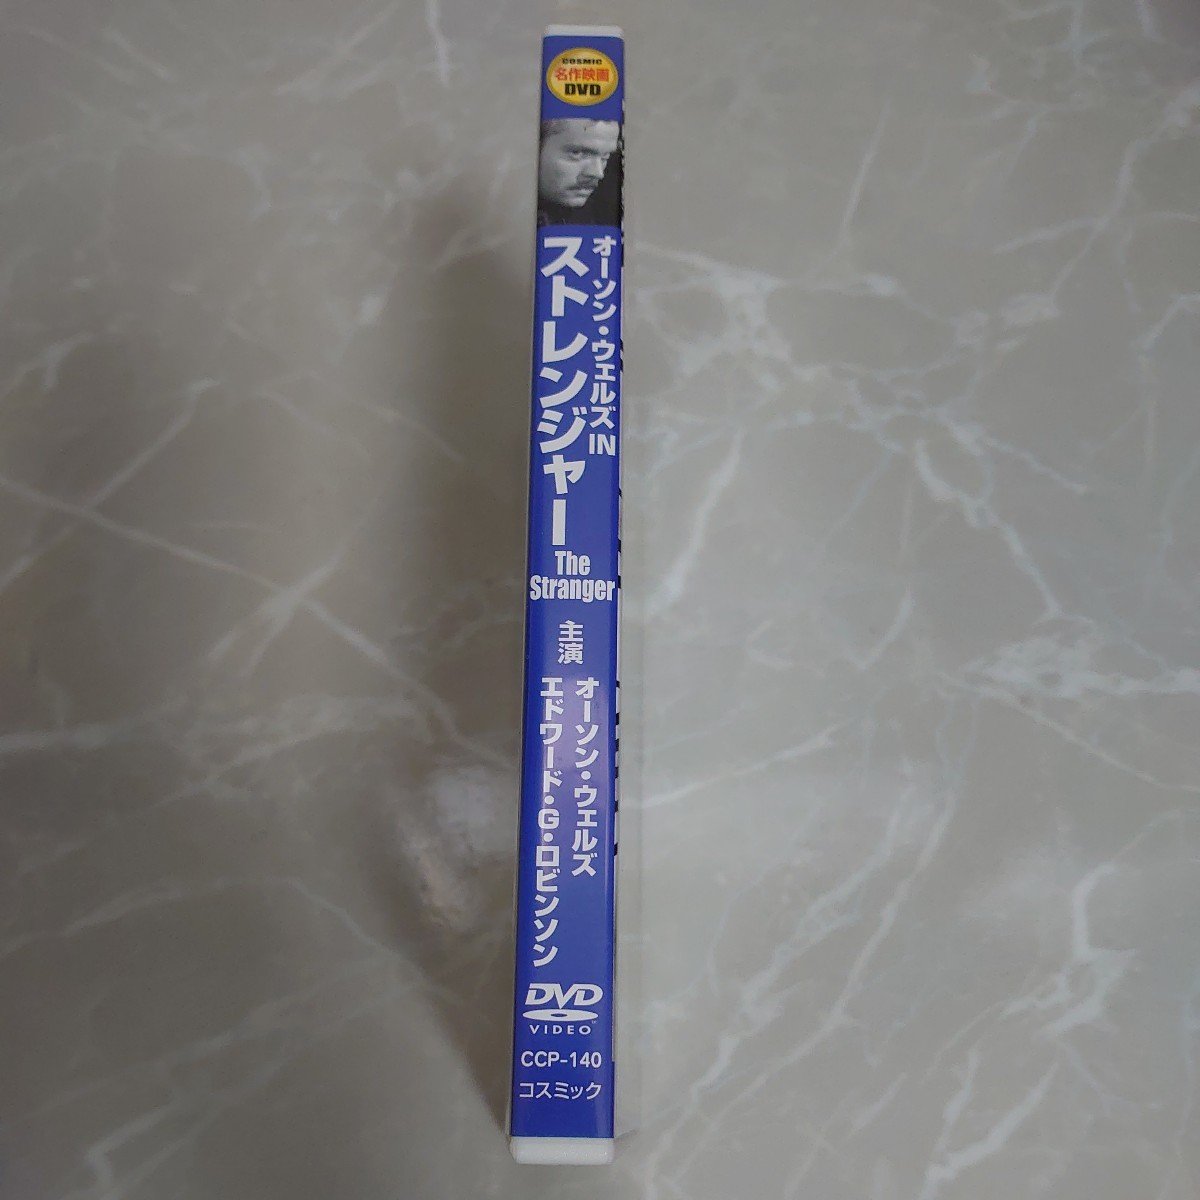 COSMIC
名作映画
DVD
オーソン・ウェルズ IN
ストレンジャー
The
Stranger
主演
オーソン・ウェルズ
エドワード・G・ロビンソン
DVD
VIDEO
CCP-140
コスミック